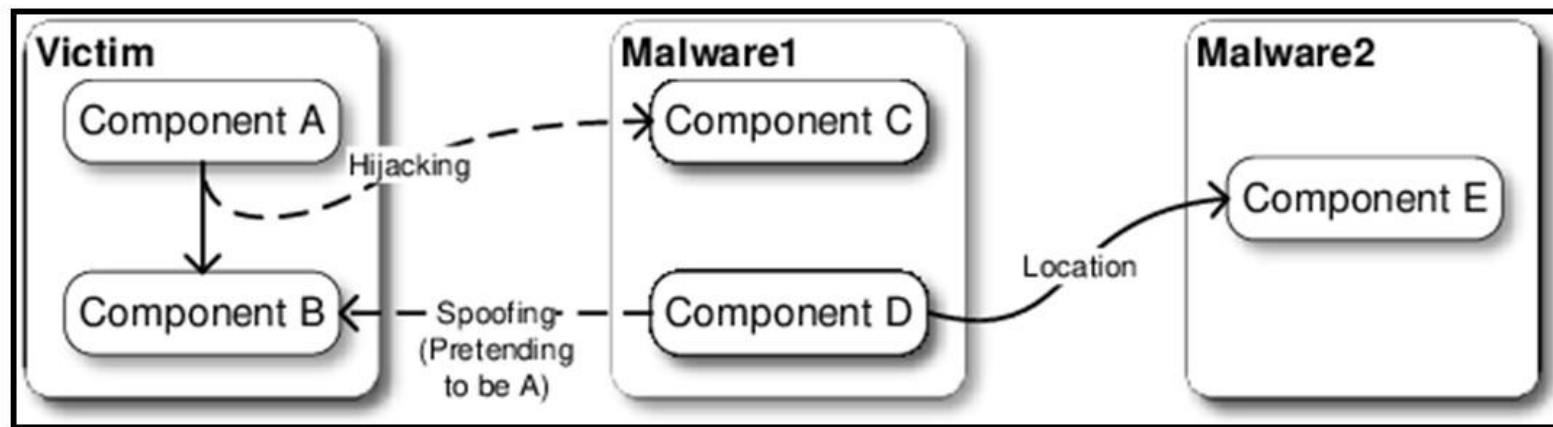 Victim
Component A
Component B
Hijacking
Spoofing
(Pretending
to be A)
Malware1
Component C
Component D
Location
Malware2
Component E